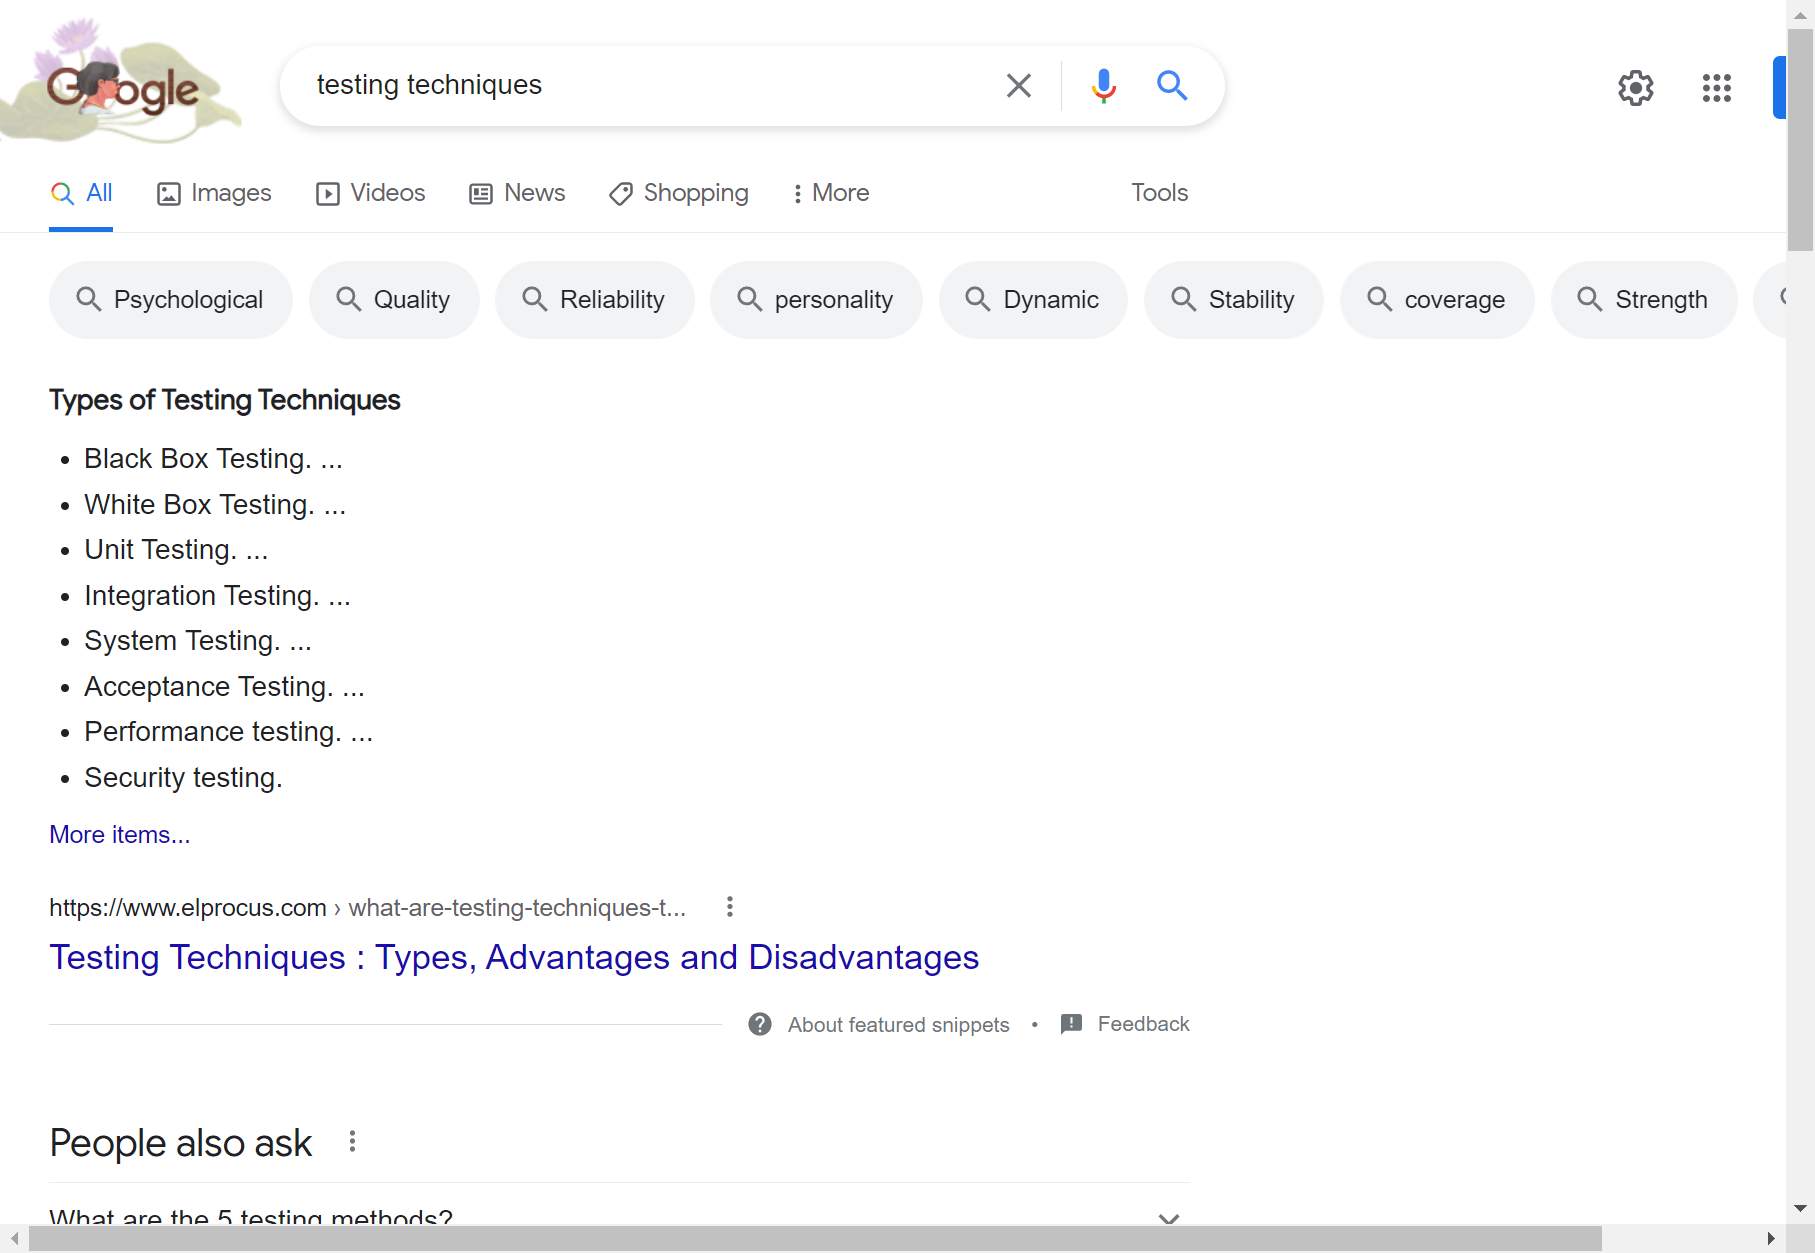 Google
testing techniques
All Images Videos News Shopping More Tools
Psychological Quality Reliability personality Dynamic Stability coverage Strength
Types of Testing Techniques
• Black Box Testing. ...
• White Box Testing. ...
• Unit Testing. ...
• Integration Testing. ...
• System Testing. ...
• Acceptance Testing. ...
• Performance testing. ...
• Security testing.
More items...
https://www.elprocus.com › what-are-testing-techniques-t...
Testing Techniques : Types, Advantages and Disadvantages
About featured snippets • Feedback
People also ask
What are the 5 testing methods?